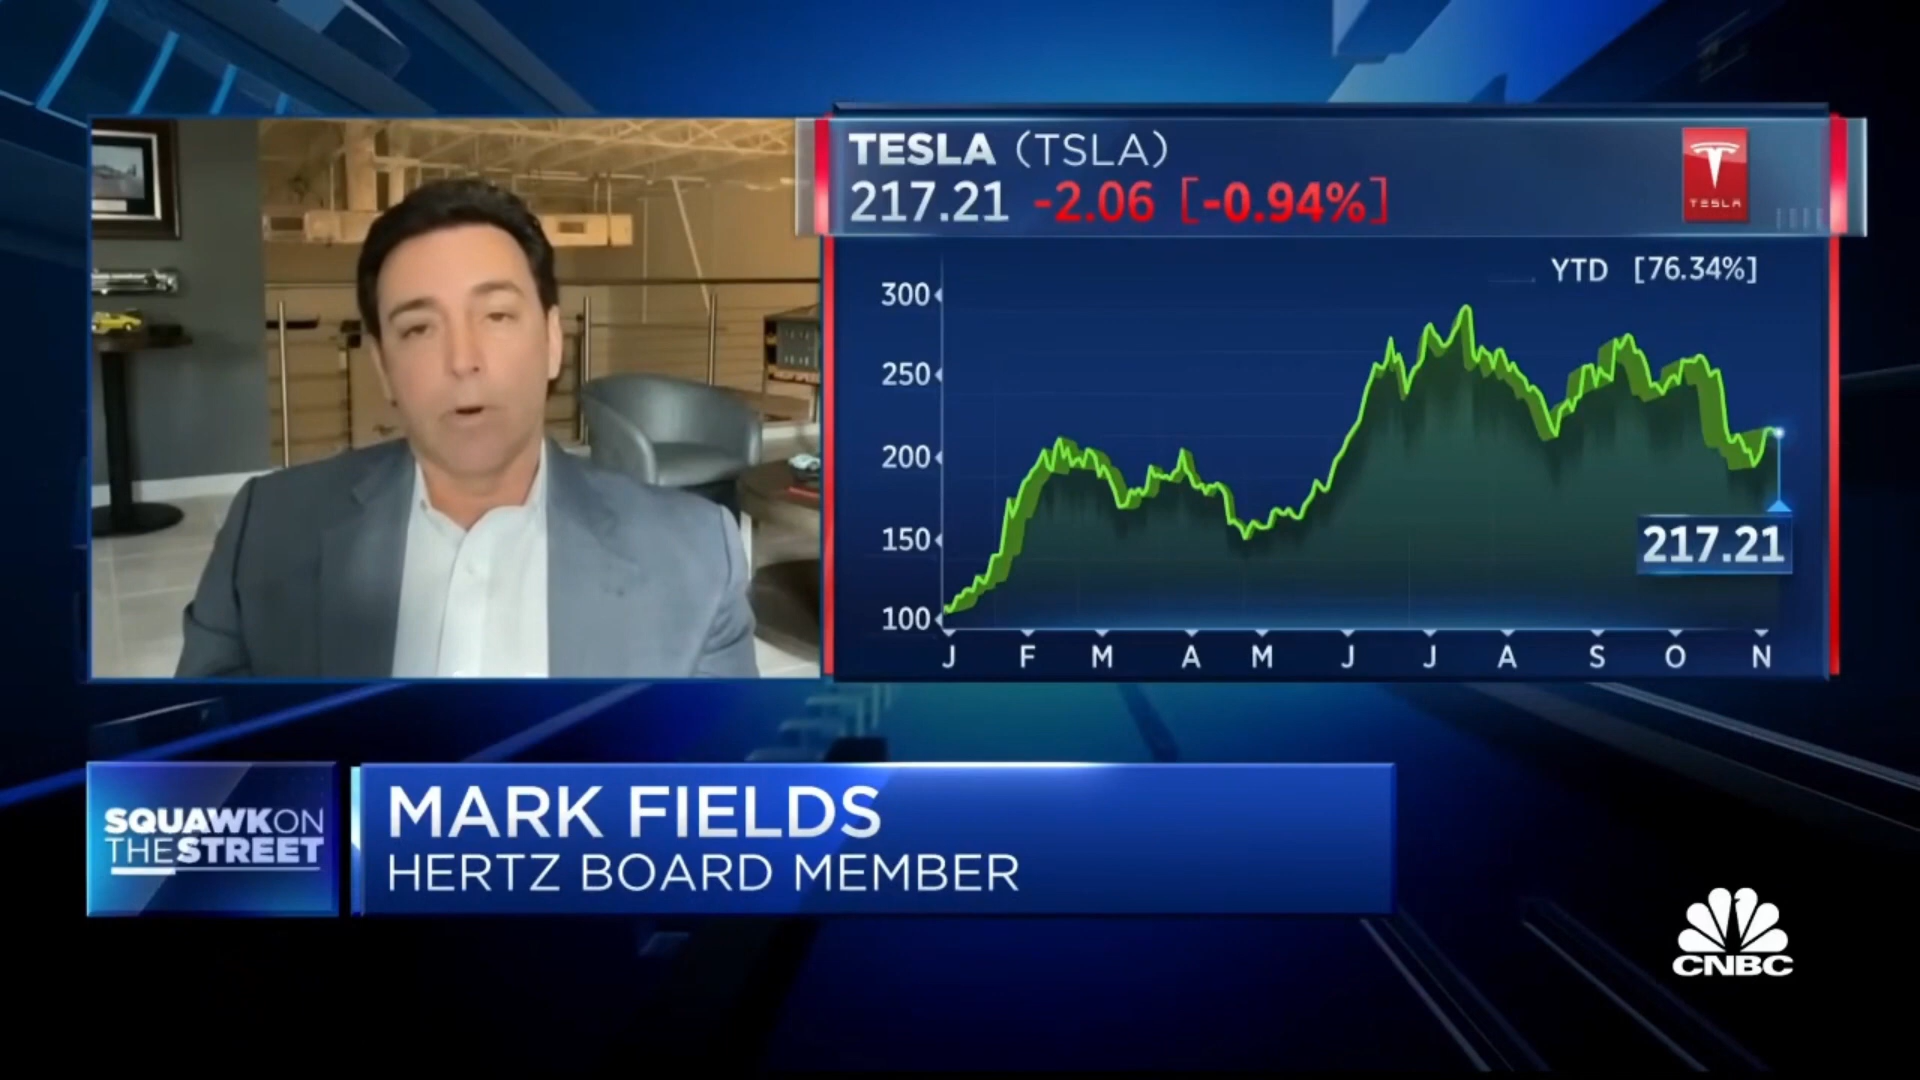 TESLA (TSLA)
217.21 -2.06 [-0.94%]
TESLA
YTD [76.34%]
300
250
200
150
100
217.21
J F M A M J J A S O N
SQUAWK ON
THE STREET
MARK FIELDS
HERTZ BOARD MEMBER
CNBC